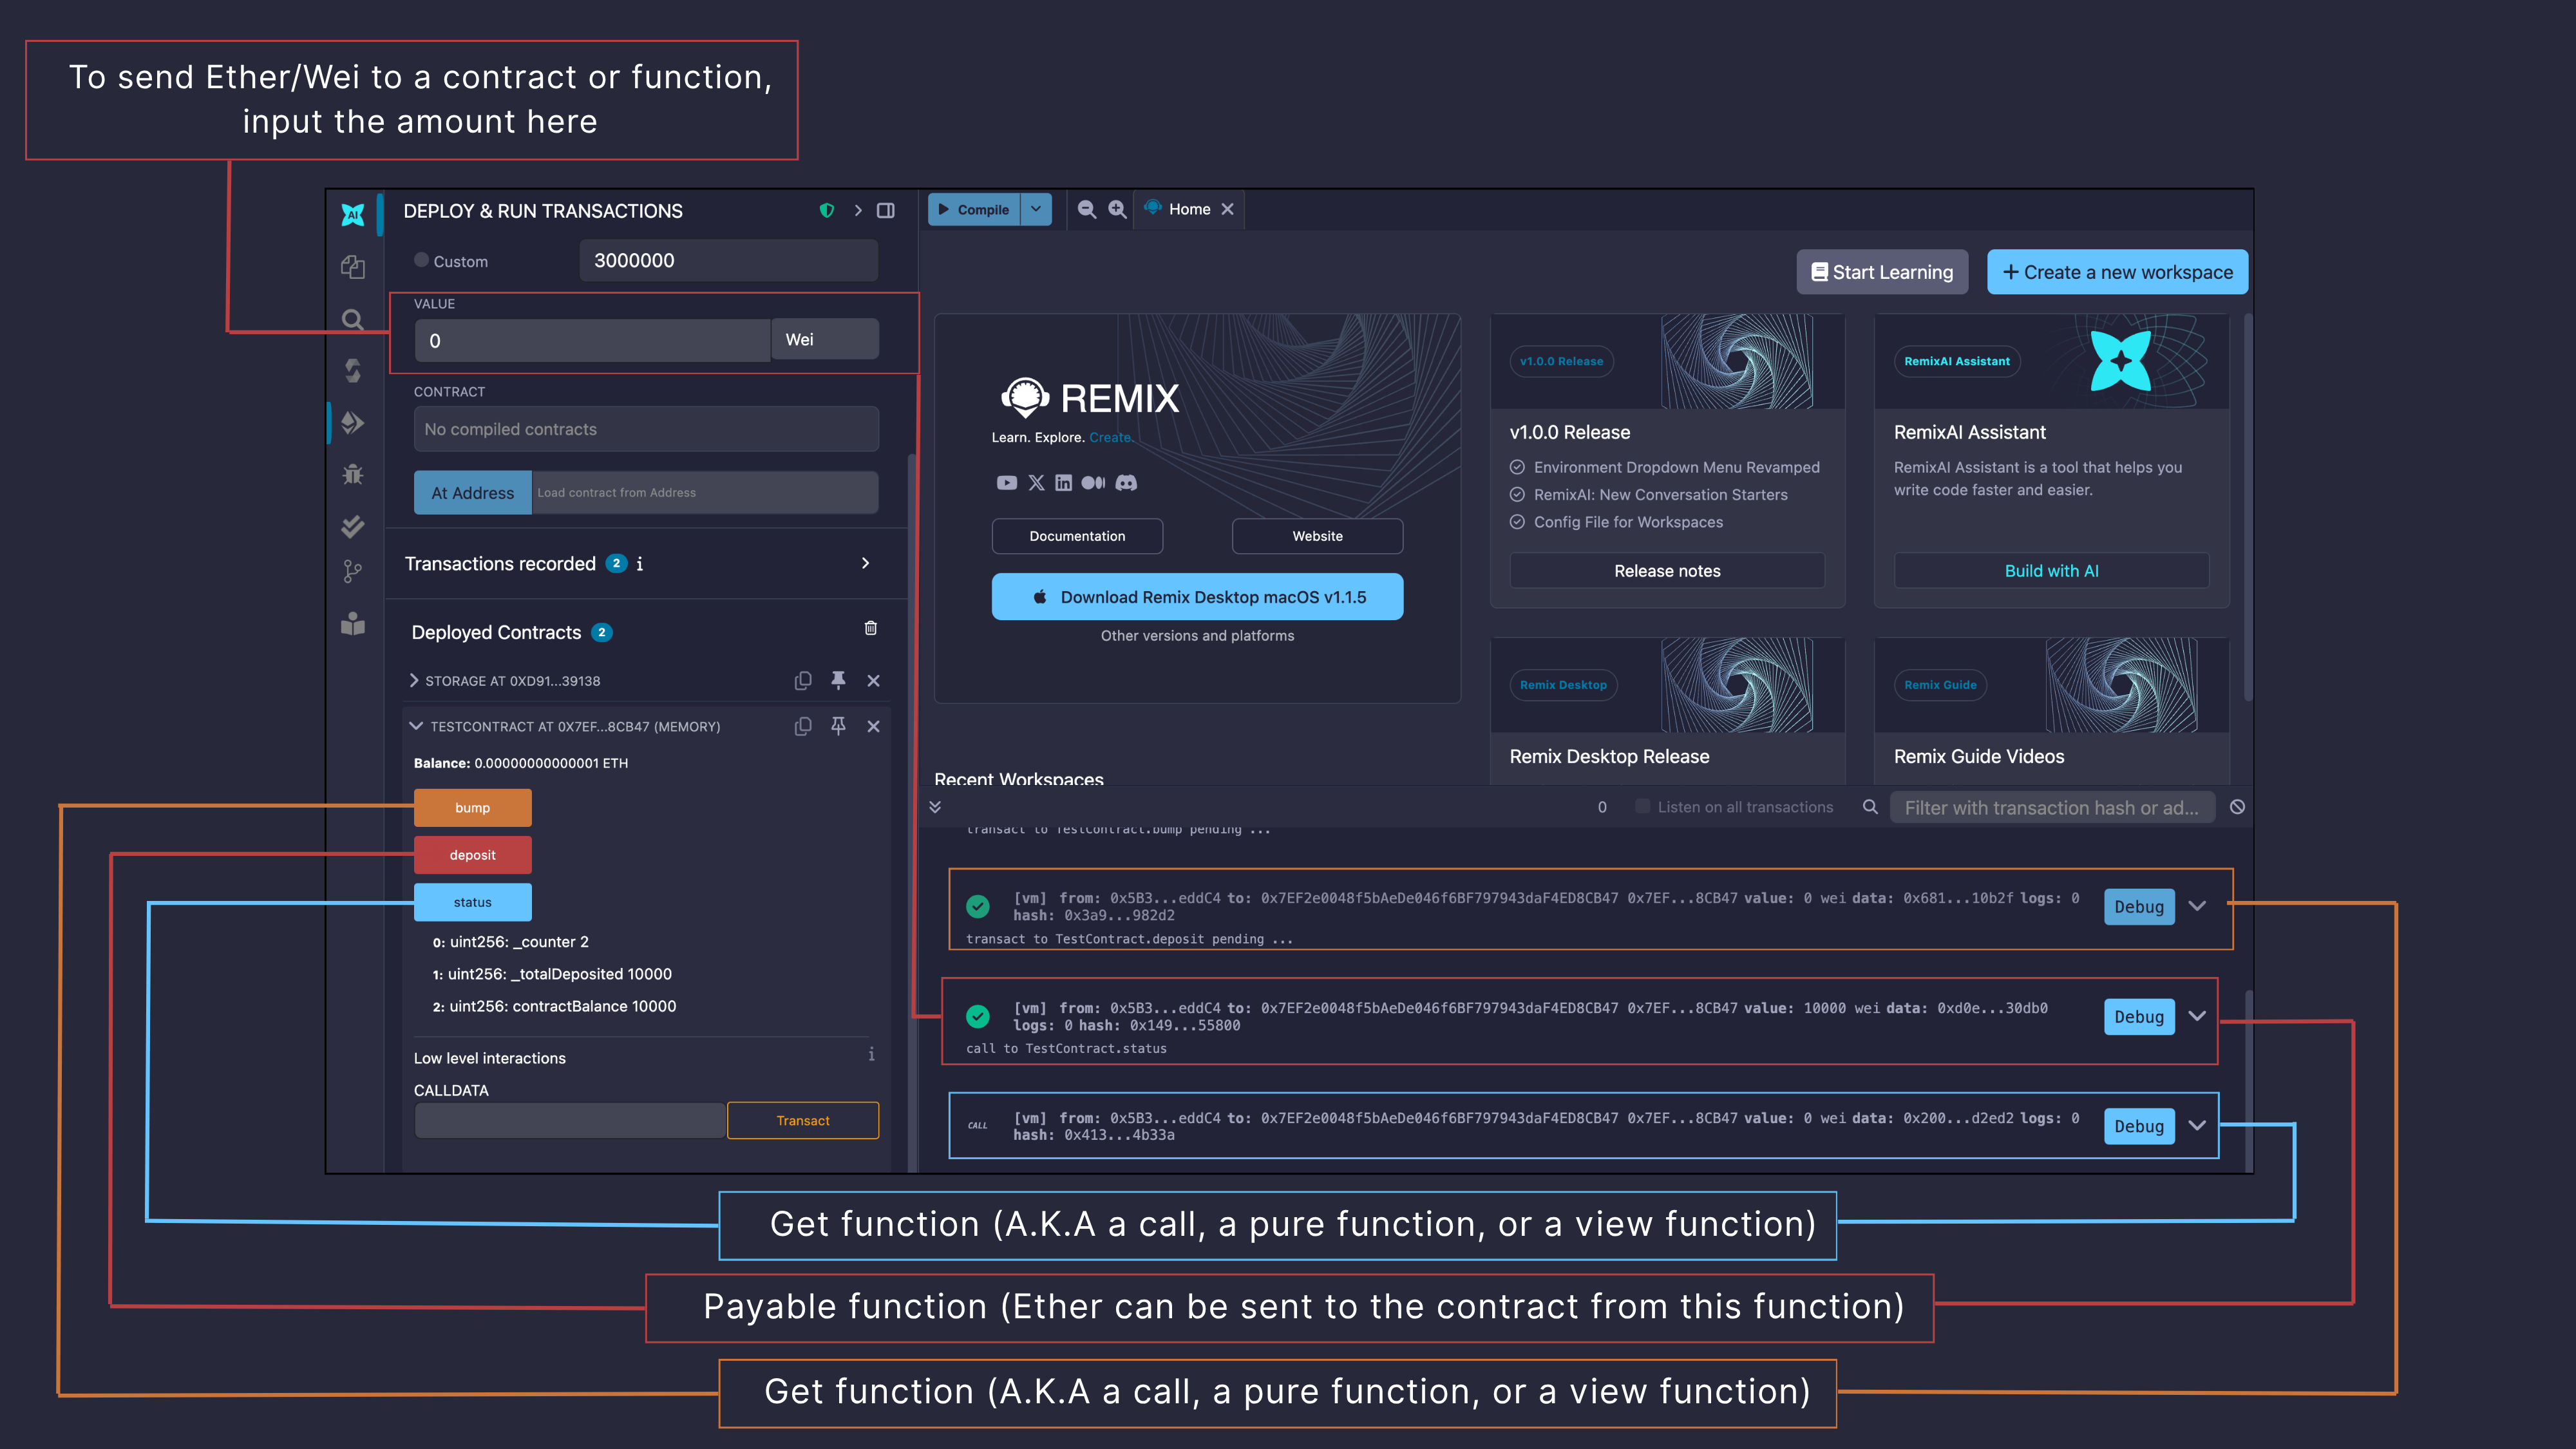 To send Ether/Wei to a contract or function,
input the amount here
AI
DEPLOY & RUN TRANSACTIONS
Custom
3000000
VALUE
0
Wei
CONTRACT
No compiled contracts
At Address
Load contract from Address
Transactions recorded 2 i
Deployed Contracts 2
STORAGE AT 0XD91...39138
TESTCONTRACT AT 0X7EF...8CB47 (MEMORY)
Balance: 0.00000000000001 ETH
bump
deposit
status
0: uint256: _counter 2
1: uint256: _totalDeposited 10000
2: uint256: contractBalance 10000
Low level interactions
i
CALLDATA
Transact
Compile
Home
Start Learning
+ Create a new workspace
REMIX
Learn. Explore. Create.
Documentation
Website
Download Remix Desktop macOS v1.1.5
Other versions and platforms
v1.0.0 Release
v1.0.0 Release
Environment Dropdown Menu Revamped
RemixAI: New Conversation Starters
Config File for Workspaces
Release notes
RemixAI Assistant
RemixAI Assistant
RemixAI Assistant is a tool that helps you
write code faster and easier.
Build with AI
Remix Desktop
Remix Desktop Release
Remix Guide
Remix Guide Videos
Recent Workspaces
0
Listen on all transactions
Filter with transaction hash or ad...
transact to TestContract.bump pending ...
[vm] from: 0x5B3...eddC4 to: 0x7EF2e0048f5bAeDe046f6BF797943daF4ED8CB47 0x7EF...8CB47 value: 0 wei data: 0x681...10b2f logs: 0
hash: 0x3a9...982d2
Debug
transact to TestContract.deposit pending ...
[vm] from: 0x5B3...eddC4 to: 0x7EF2e0048f5bAeDe046f6BF797943daF4ED8CB47 0x7EF...8CB47 value: 10000 wei data: 0xd0e...30db0
logs: 0 hash: 0x149...55800
Debug
call to TestContract.status
CALL
[vm] from: 0x5B3...eddC4 to: 0x7EF2e0048f5bAeDe046f6BF797943daF4ED8CB47 0x7EF...8CB47 value: 0 wei data: 0x200...d2ed2 logs: 0
hash: 0x413...4b33a
Debug
Get function (A.K.A a call, a pure function, or a view function)
Payable function (Ether can be sent to the contract from this function)
Get function (A.K.A a call, a pure function, or a view function)